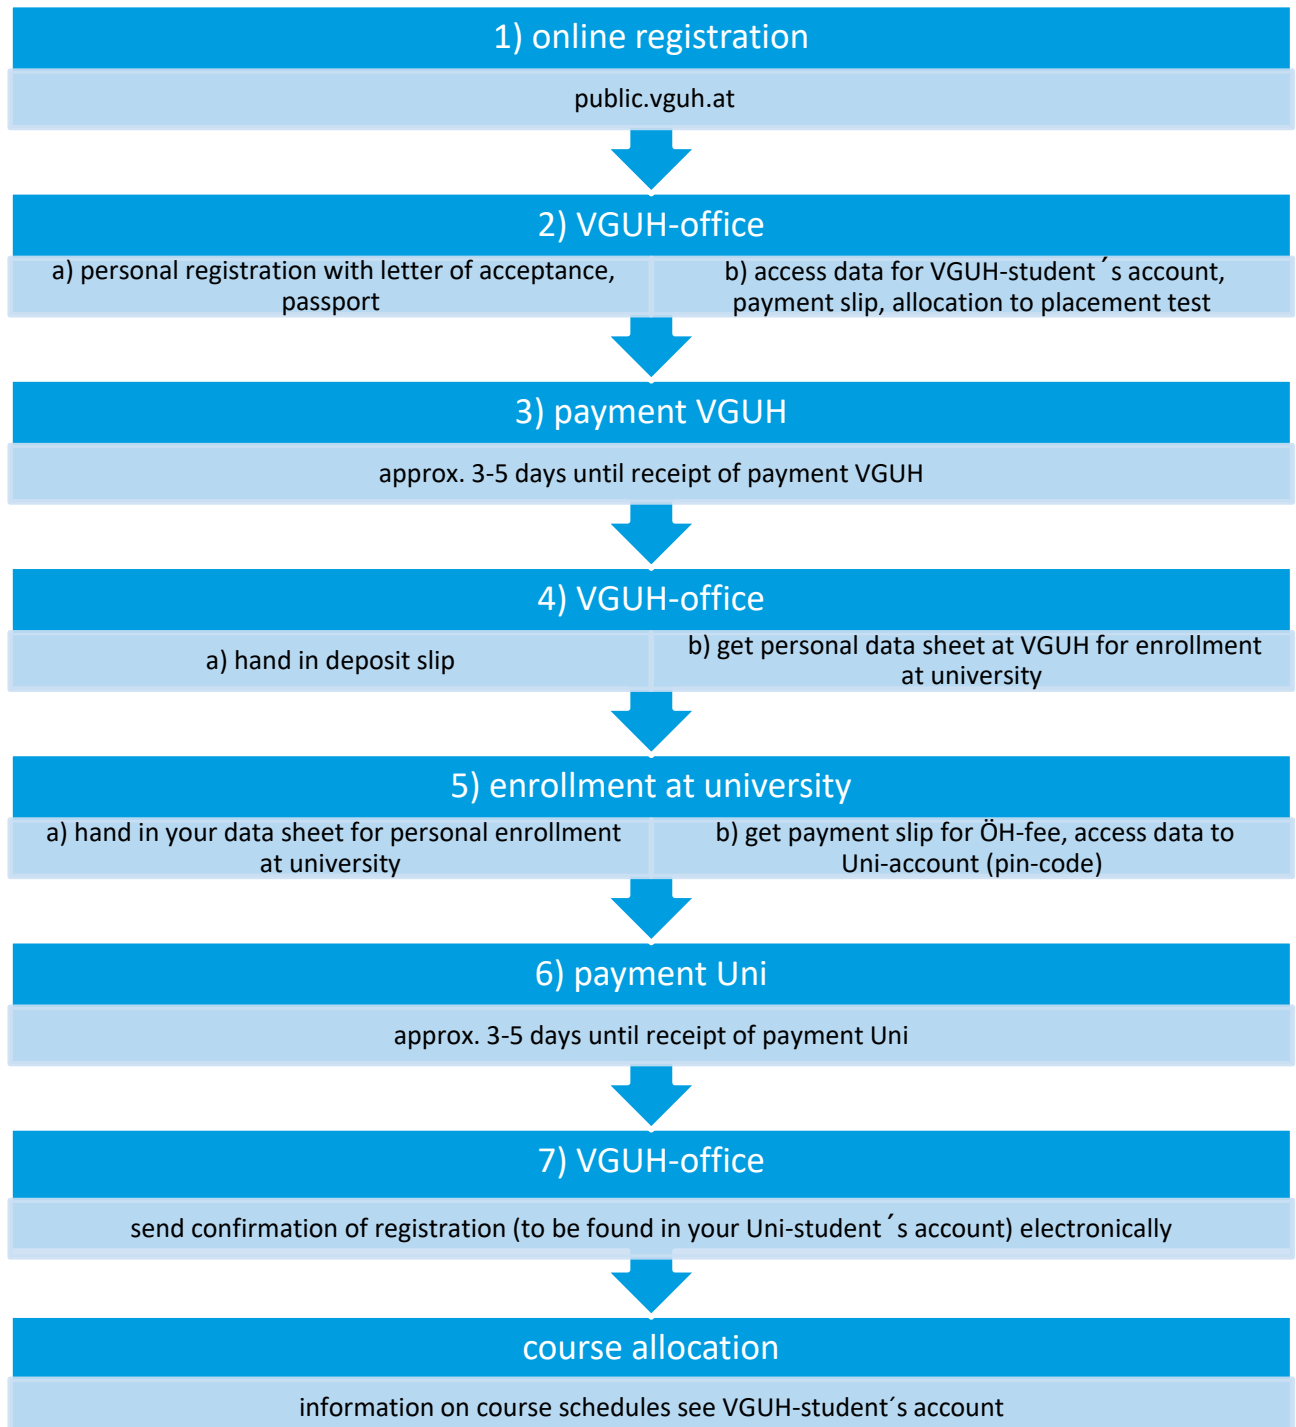 1) online registration
public.vguh.at
2) VGUH-office
a) personal registration with letter of acceptance,
passport
b) access data for VGUH-student´s account,
payment slip, allocation to placement test
3) payment VGUH
approx. 3-5 days until receipt of payment VGUH
4) VGUH-office
a) hand in deposit slip
b) get personal data sheet at VGUH for enrollment
at university
5) enrollment at university
a) hand in your data sheet for personal enrollment
at university
b) get payment slip for ÖH-fee, access data to
Uni-account (pin-code)
6) payment Uni
approx. 3-5 days until receipt of payment Uni
7) VGUH-office
send confirmation of registration (to be found in your Uni-student´s account) electronically
course allocation
information on course schedules see VGUH-student´s account